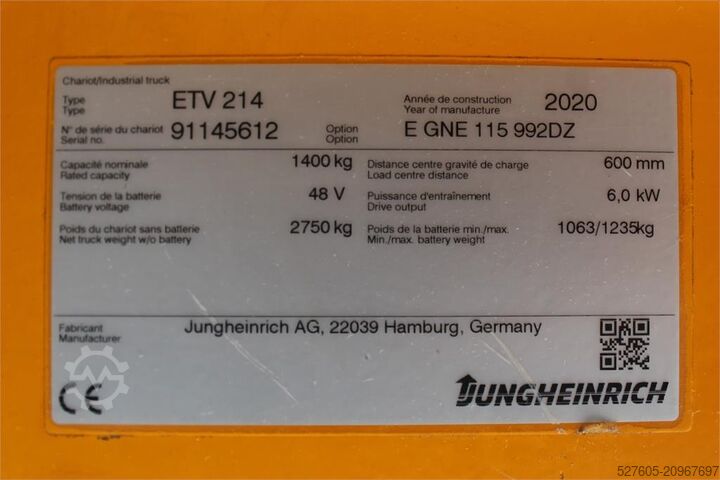 Chariot/Industrial truck
Type ETV 214 Année de construction 2020
Type Year of manufacture
N° de série du chariot 91145612 Option E GNE 115 992DZ
Serial no. Option
Capacité nominale 1400 kg Distance centre gravité de charge 600 mm
Rated capacity Load centre distance
Tension de la batterie 48 V Puissance d'entraînement 6,0 kW
Battery voltage Drive output
Poids du chariot sans batterie 2750 kg Poids de la batterie min./max. 1063/1235kg
Net truck weight w/o battery Min./max. battery weight
Fabricant Jungheinrich AG, 22039 Hamburg, Germany
Manufacturer
CE JUNGHEINRICH
527605-20967697